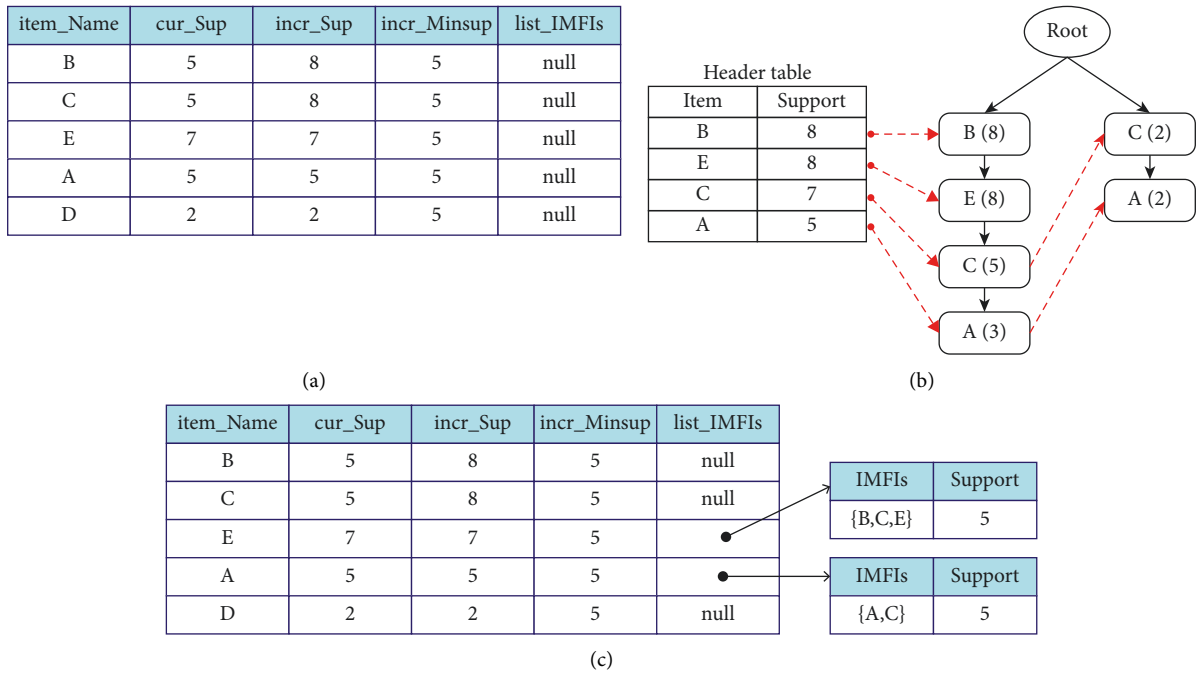 item_Name cur_Sup incr_Sup incr_Minsup list_IMFIs
B 5 8 5 null
C 5 8 5 null
E 7 7 5 null
A 5 5 5 null
D 2 2 5 null
(a)
Header table
Item Support
B 8
E 8
C 7
A 5
Root
B (8)
C (2)
E (8)
A (2)
C (5)
A (3)
(b)
item_Name cur_Sup incr_Sup incr_Minsup list_IMFIs
B 5 8 5 null
C 5 8 5 null
E 7 7 5
A 5 5 5
D 2 2 5 null
IMFIs Support
{B,C,E} 5
IMFIs Support
{A,C} 5
(c)